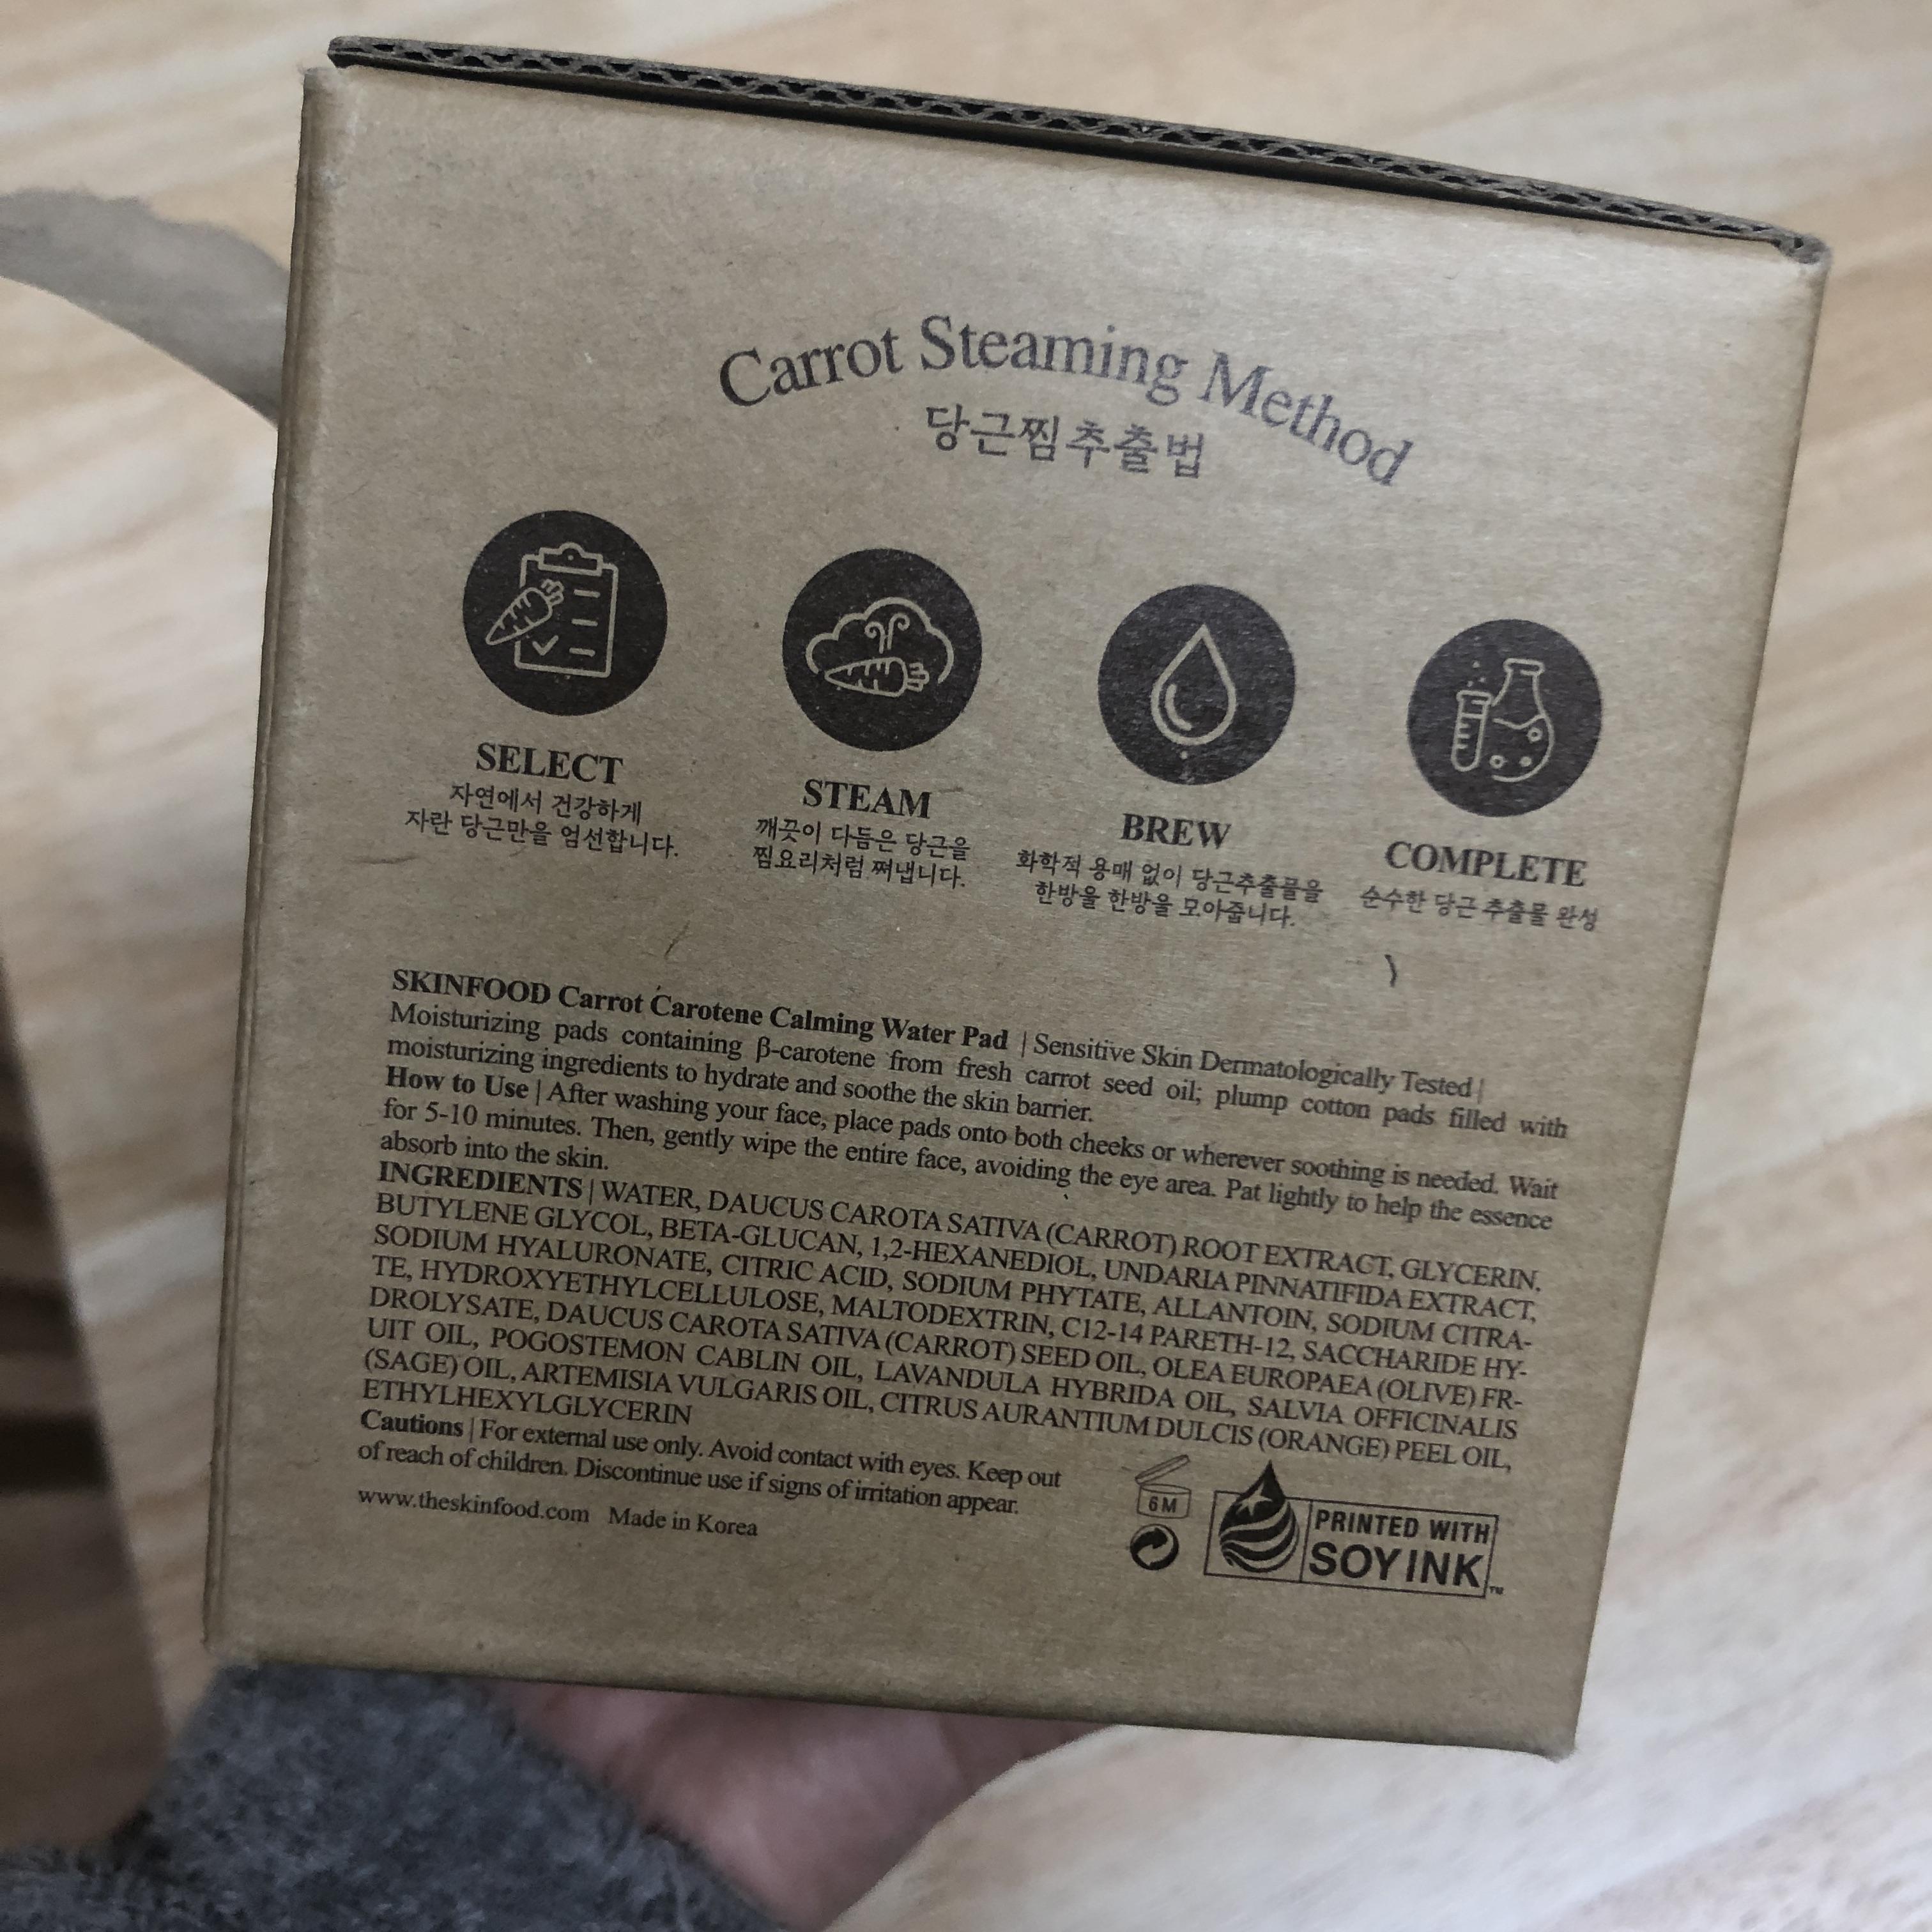 Carrot Steaming Method
당근찜추출법
SELECT
자연에서 건강하게
자란 당근만을 엄선합니다.
STEAM
깨끗이 다듬은 당근을
찜요리처럼 쪄냅니다.
BREW
화학적 용매 없이 당근추출물을
한방울 한방울 모아줍니다.
COMPLETE
순수한 당근 추출물 완성
SKINFOOD Carrot Carotene Calming Water Pad | Sensitive Skin Dermatologically Tested |
Moisturizing pads containing β-carotene from fresh carrot seed oil; plump cotton pads filled with
moisturizing ingredients to hydrate and soothe the skin barrier.
How to Use | After washing your face, place pads onto both cheeks or wherever soothing is needed. Wait
for 5-10 minutes. Then, gently wipe the entire face, avoiding the eye area. Pat lightly to help the essence
absorb into the skin.
INGREDIENTS | WATER, DAUCUS CAROTA SATIVA (CARROT) ROOT EXTRACT, GLYCERIN,
BUTYLENE GLYCOL, BETA-GLUCAN, 1,2-HEXANEDIOL, UNDARIA PINNATIFIDA EXTRACT,
SODIUM HYALURONATE, CITRIC ACID, SODIUM PHYTATE, ALLANTOIN, SODIUM CITRA-
TE, HYDROXYETHYLCELLULOSE, MALTODEXTRIN, C12-14 PARETH-12, SACCHARIDE HY-
DROLYSATE, DAUCUS CAROTA SATIVA (CARROT) SEED OIL, OLEA EUROPAEA (OLIVE) FR-
UIT OIL, POGOSTEMON CABLIN OIL, LAVANDULA HYBRIDA OIL, SALVIA OFFICINALIS
(SAGE) OIL, ARTEMISIA VULGARIS OIL, CITRUS AURANTIUM DULCIS (ORANGE) PEEL OIL,
ETHYLHEXYLGLYCERIN
Cautions | For external use only. Avoid contact with eyes. Keep out
of reach of children. Discontinue use if signs of irritation appear.
www.theskinfood.com Made in Korea
6M
PRINTED WITH
SOY INK™